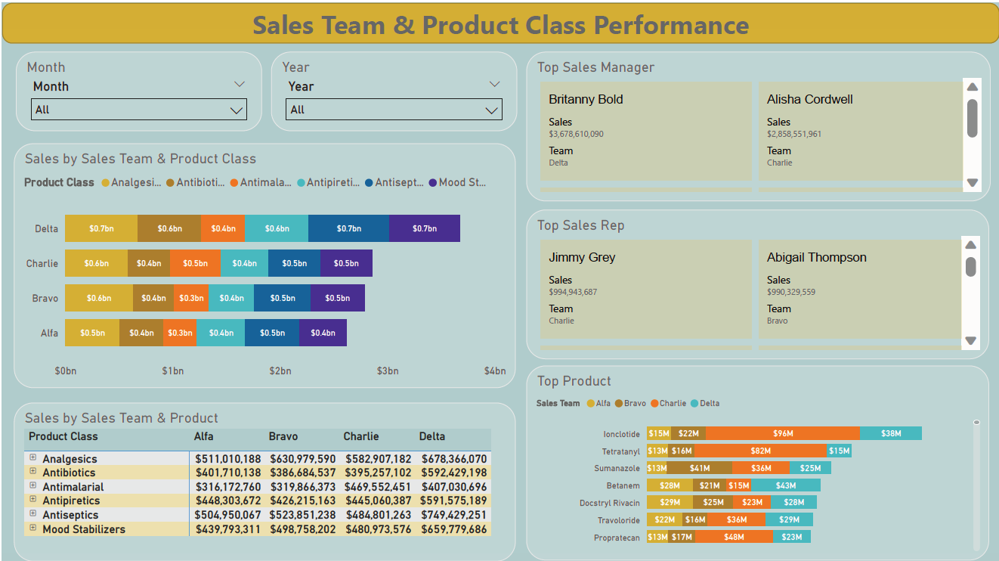 Sales Team & Product Class Performance
Month
Month
All
Year
Year
All
Top Sales Manager
Britanny Bold
Sales
$3,678,610,090
Team
Delta
Alisha Cordwell
Sales
$2,858,551,961
Team
Charlie
Sales by Sales Team & Product Class
Product Class Analgesi... Antibioti... Antimala... Antipireti... Antisept... Mood St...
Delta $0.7bn $0.6bn $0.4bn $0.6bn $0.7bn $0.7bn
Charlie $0.6bn $0.4bn $0.5bn $0.4bn $0.5bn $0.5bn
Bravo $0.6bn $0.4bn $0.3bn $0.4bn $0.5bn $0.5bn
Alfa $0.5bn $0.4bn $0.3bn $0.4bn $0.5bn $0.4bn
$0bn $1bn $2bn $3bn $4bn
Top Sales Rep
Jimmy Grey
Sales
$994,943,687
Team
Charlie
Abigail Thompson
Sales
$990,329,559
Team
Bravo
Sales by Sales Team & Product
Product Class Alfa Bravo Charlie Delta
Analgesics $511,010,188 $630,979,590 $582,907,182 $678,366,070
Antibiotics $401,710,138 $386,684,537 $395,257,102 $592,429,198
Antimalarial $316,172,760 $319,866,373 $469,552,451 $407,030,696
Antipiretics $448,303,672 $426,215,163 $445,060,387 $591,575,189
Antiseptics $504,950,067 $523,851,238 $484,801,263 $749,429,251
Mood Stabilizers $439,793,311 $498,758,202 $480,973,576 $659,779,686
Top Product
Sales Team Alfa Bravo Charlie Delta
Ionclotide $15M $22M $96M $38M
Tetratanyl $13M $16M $82M $15M
Sumanazole $13M $41M $36M $25M
Betanem $28M $21M $15M $43M
Docstryl Rivacin $29M $25M $23M $28M
Travoloride $22M $16M $36M $29M
Propratecan $13M $17M $48M $23M